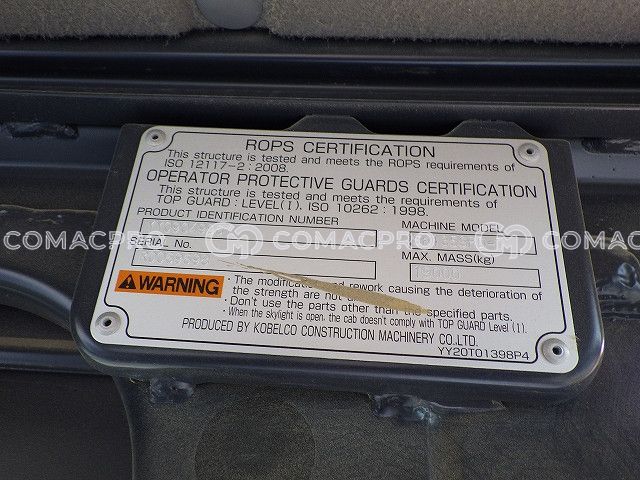 ROPS CERTIFICATION
This structure is tested and meets the ROPS requirements of
ISO 12117-2 : 2008.
OPERATOR PROTECTIVE GUARDS CERTIFICATION
This structure is tested and meets the requirements of
TOP GUARD : LEVEL(I). ISO 10262 : 1998.
PRODUCT IDENTIFICATION NUMBER
MACHINE MODEL
COMACPRO COMACPRO COMACPRO
SERIAL No.
MAX. MASS(kg)
WARNING
· The modification and rework causing the deterioration of
the strength are not
· Don't use the parts other than the specified parts.
· When the skylight is open, the cab doesn't comply with TOP GUARD Level (I).
PRODUCED BY KOBELCO CONSTRUCTION MACHINERY CO.,LTD.
YY20T01398P4